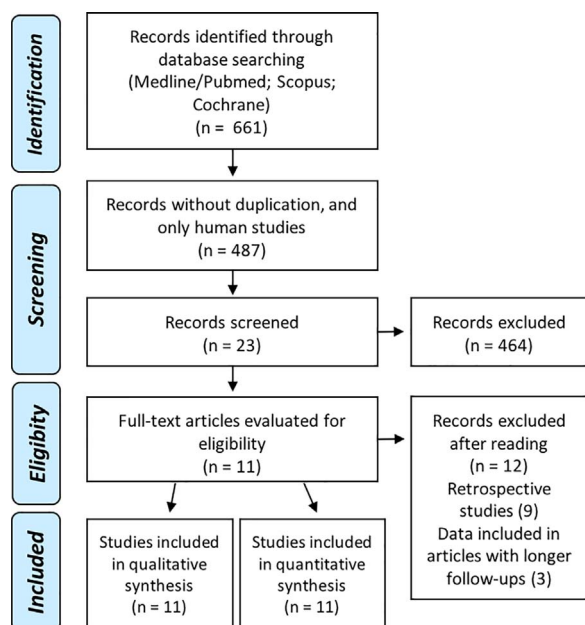 Identification
Records identified through
database searching
(Medline/Pubmed; Scopus;
Cochrane)
(n = 661)
Screening
Records without duplication, and
only human studies
(n = 487)
Records screened
(n = 23)
Records excluded
(n = 464)
Eligibity
Full-text articles evaluated for
eligibility
(n = 11)
Records excluded
after reading
(n = 12)
Retrospective
studies (9)
Data included in
articles with longer
follow-ups (3)
Included
Studies included
in qualitative
synthesis
(n = 11)
Studies included
in quantitative
synthesis
(n = 11)